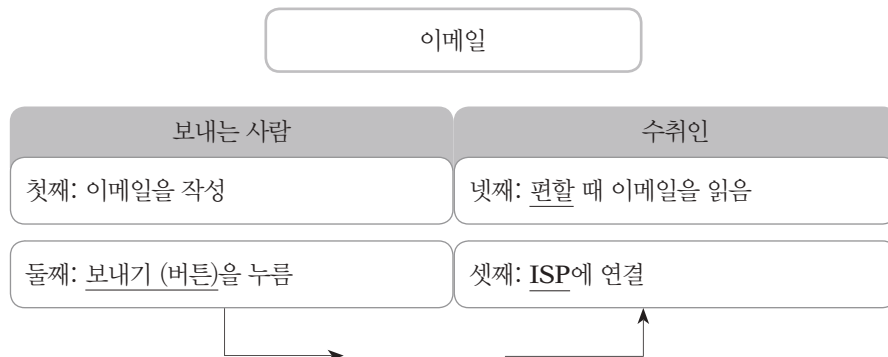 이메일
보내는 사람
수취인
첫째: 이메일을 작성
넷째: 편할 때 이메일을 읽음
둘째: 보내기 (버튼)을 누름
셋째: ISP에 연결